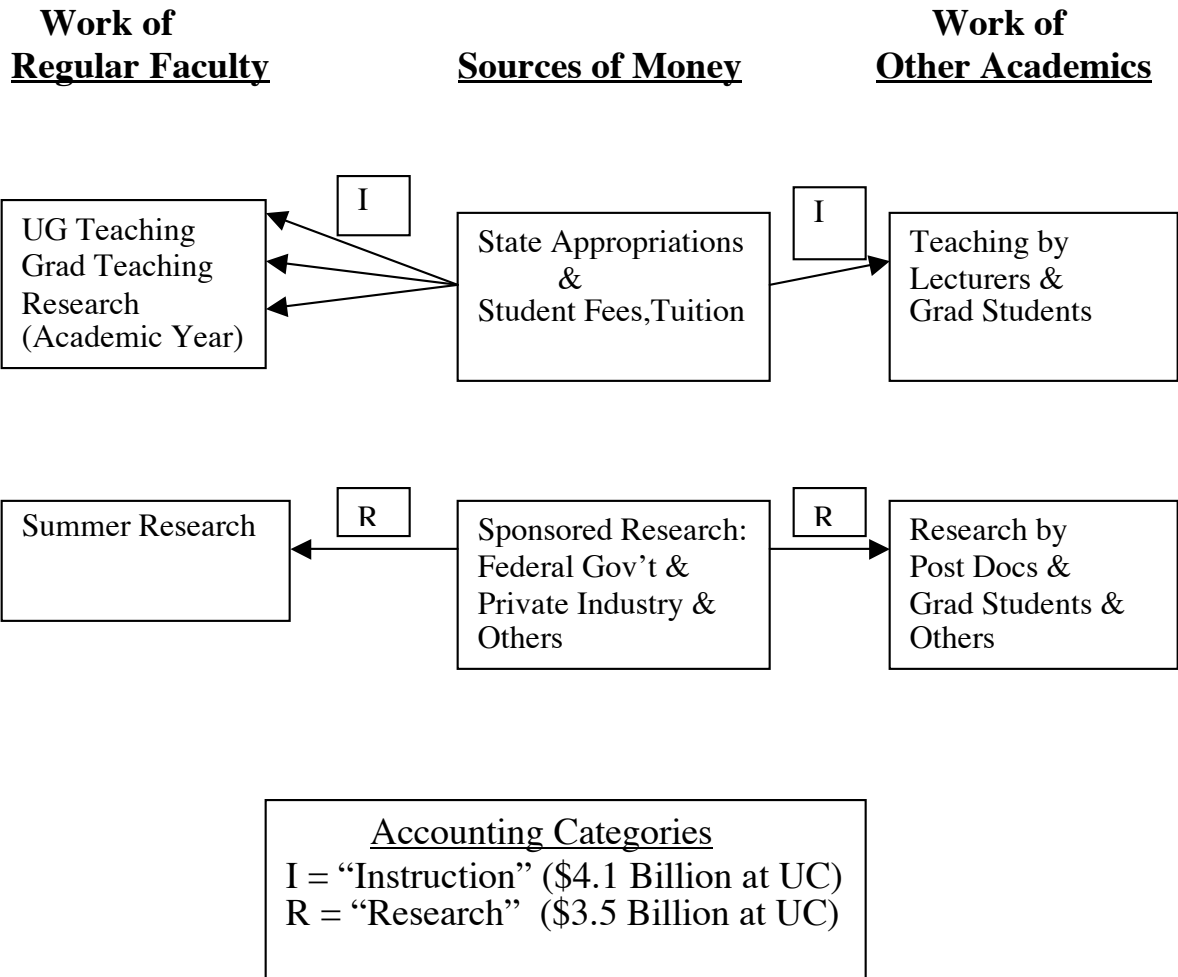 Work of
Regular Faculty
Sources of Money
Work of
Other Academics
UG Teaching
Grad Teaching
Research
(Academic Year)
I
State Appropriations
&
Student Fees,Tuition
I
Teaching by
Lecturers &
Grad Students
Summer Research
R
Sponsored Research:
Federal Gov’t &
Private Industry &
Others
R
Research by
Post Docs &
Grad Students &
Others
Accounting Categories
I = “Instruction” ($4.1 Billion at UC)
R = “Research” ($3.5 Billion at UC)